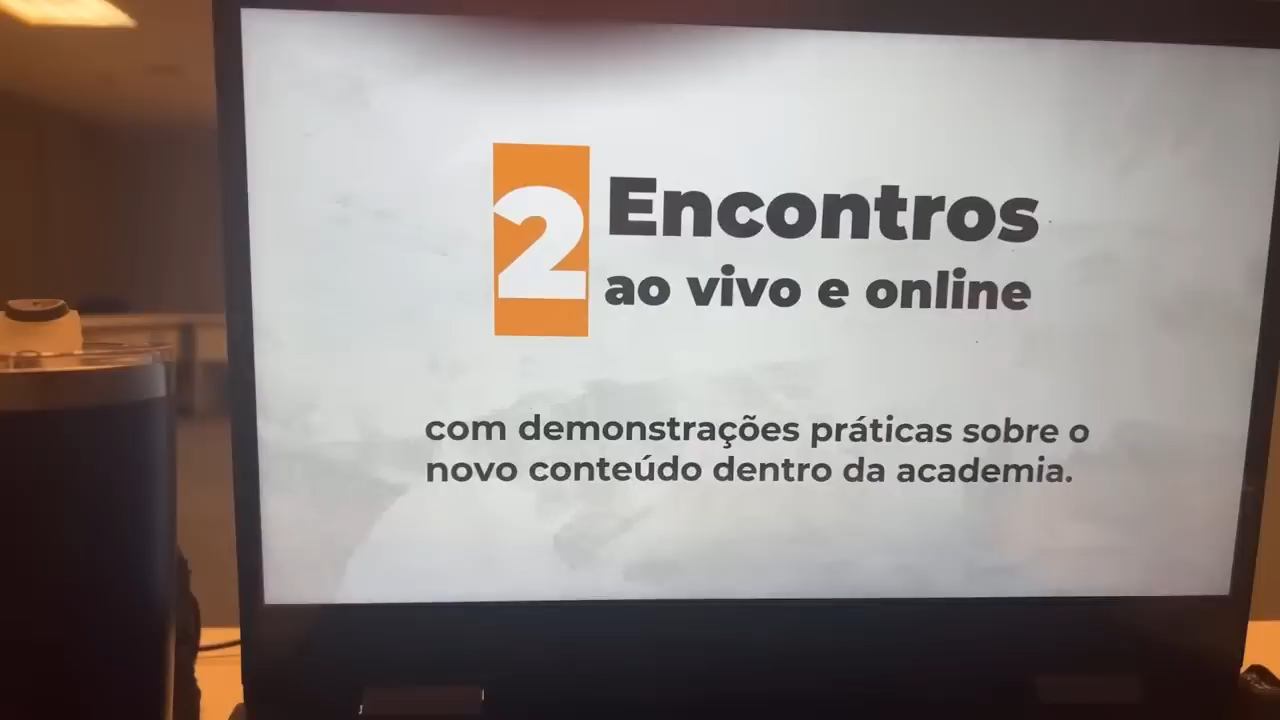 2 Encontros
ao vivo e online
com demonstrações práticas sobre o
novo conteúdo dentro da academia.